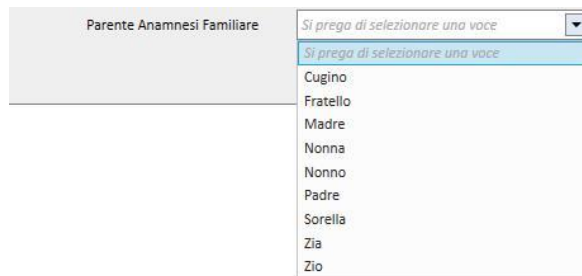 Parente Anamnesi Familiare
Si prega di selezionare una voce
Si prega di selezionare una voce
Cugino
Fratello
Madre
Nonna
Nonno
Padre
Sorella
Zia
Zio